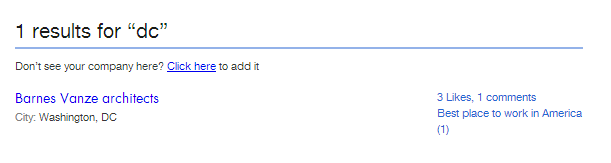 1 results for “dc”
Don’t see your company here? Click here to add it
Barnes Vanze architects
City: Washington, DC
3 Likes, 1 comments
Best place to work in America
(1)